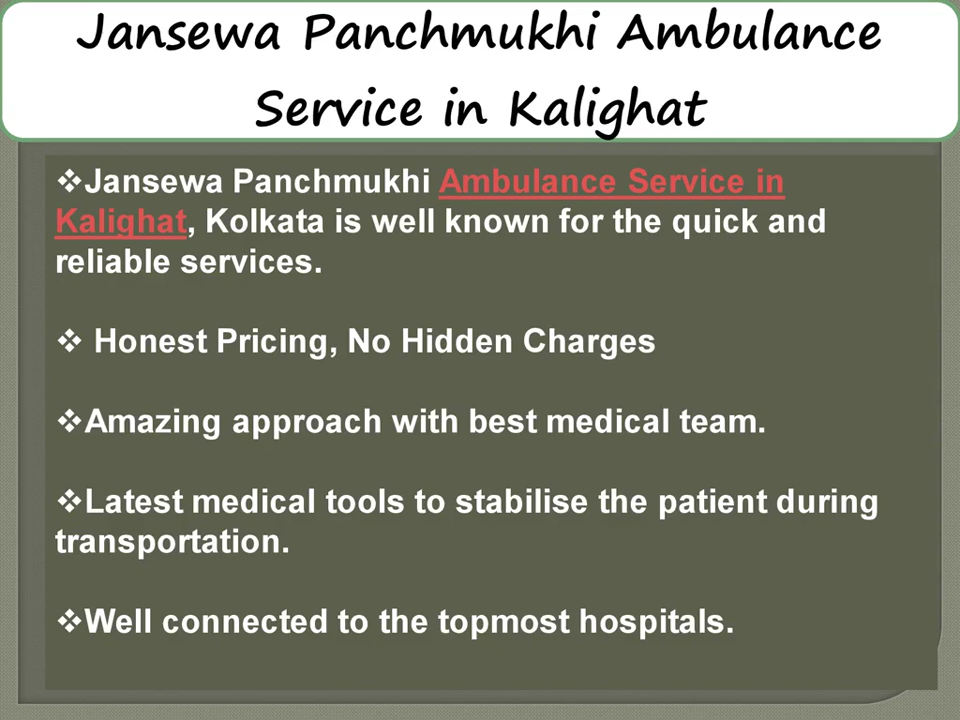 Jansewa Panchmukhi Ambulance
Service in Kalighat
❖Jansewa Panchmukhi Ambulance Service in
Kalighat, Kolkata is well known for the quick and
reliable services.
❖ Honest Pricing, No Hidden Charges
❖Amazing approach with best medical team.
❖Latest medical tools to stabilise the patient during
transportation.
❖Well connected to the topmost hospitals.